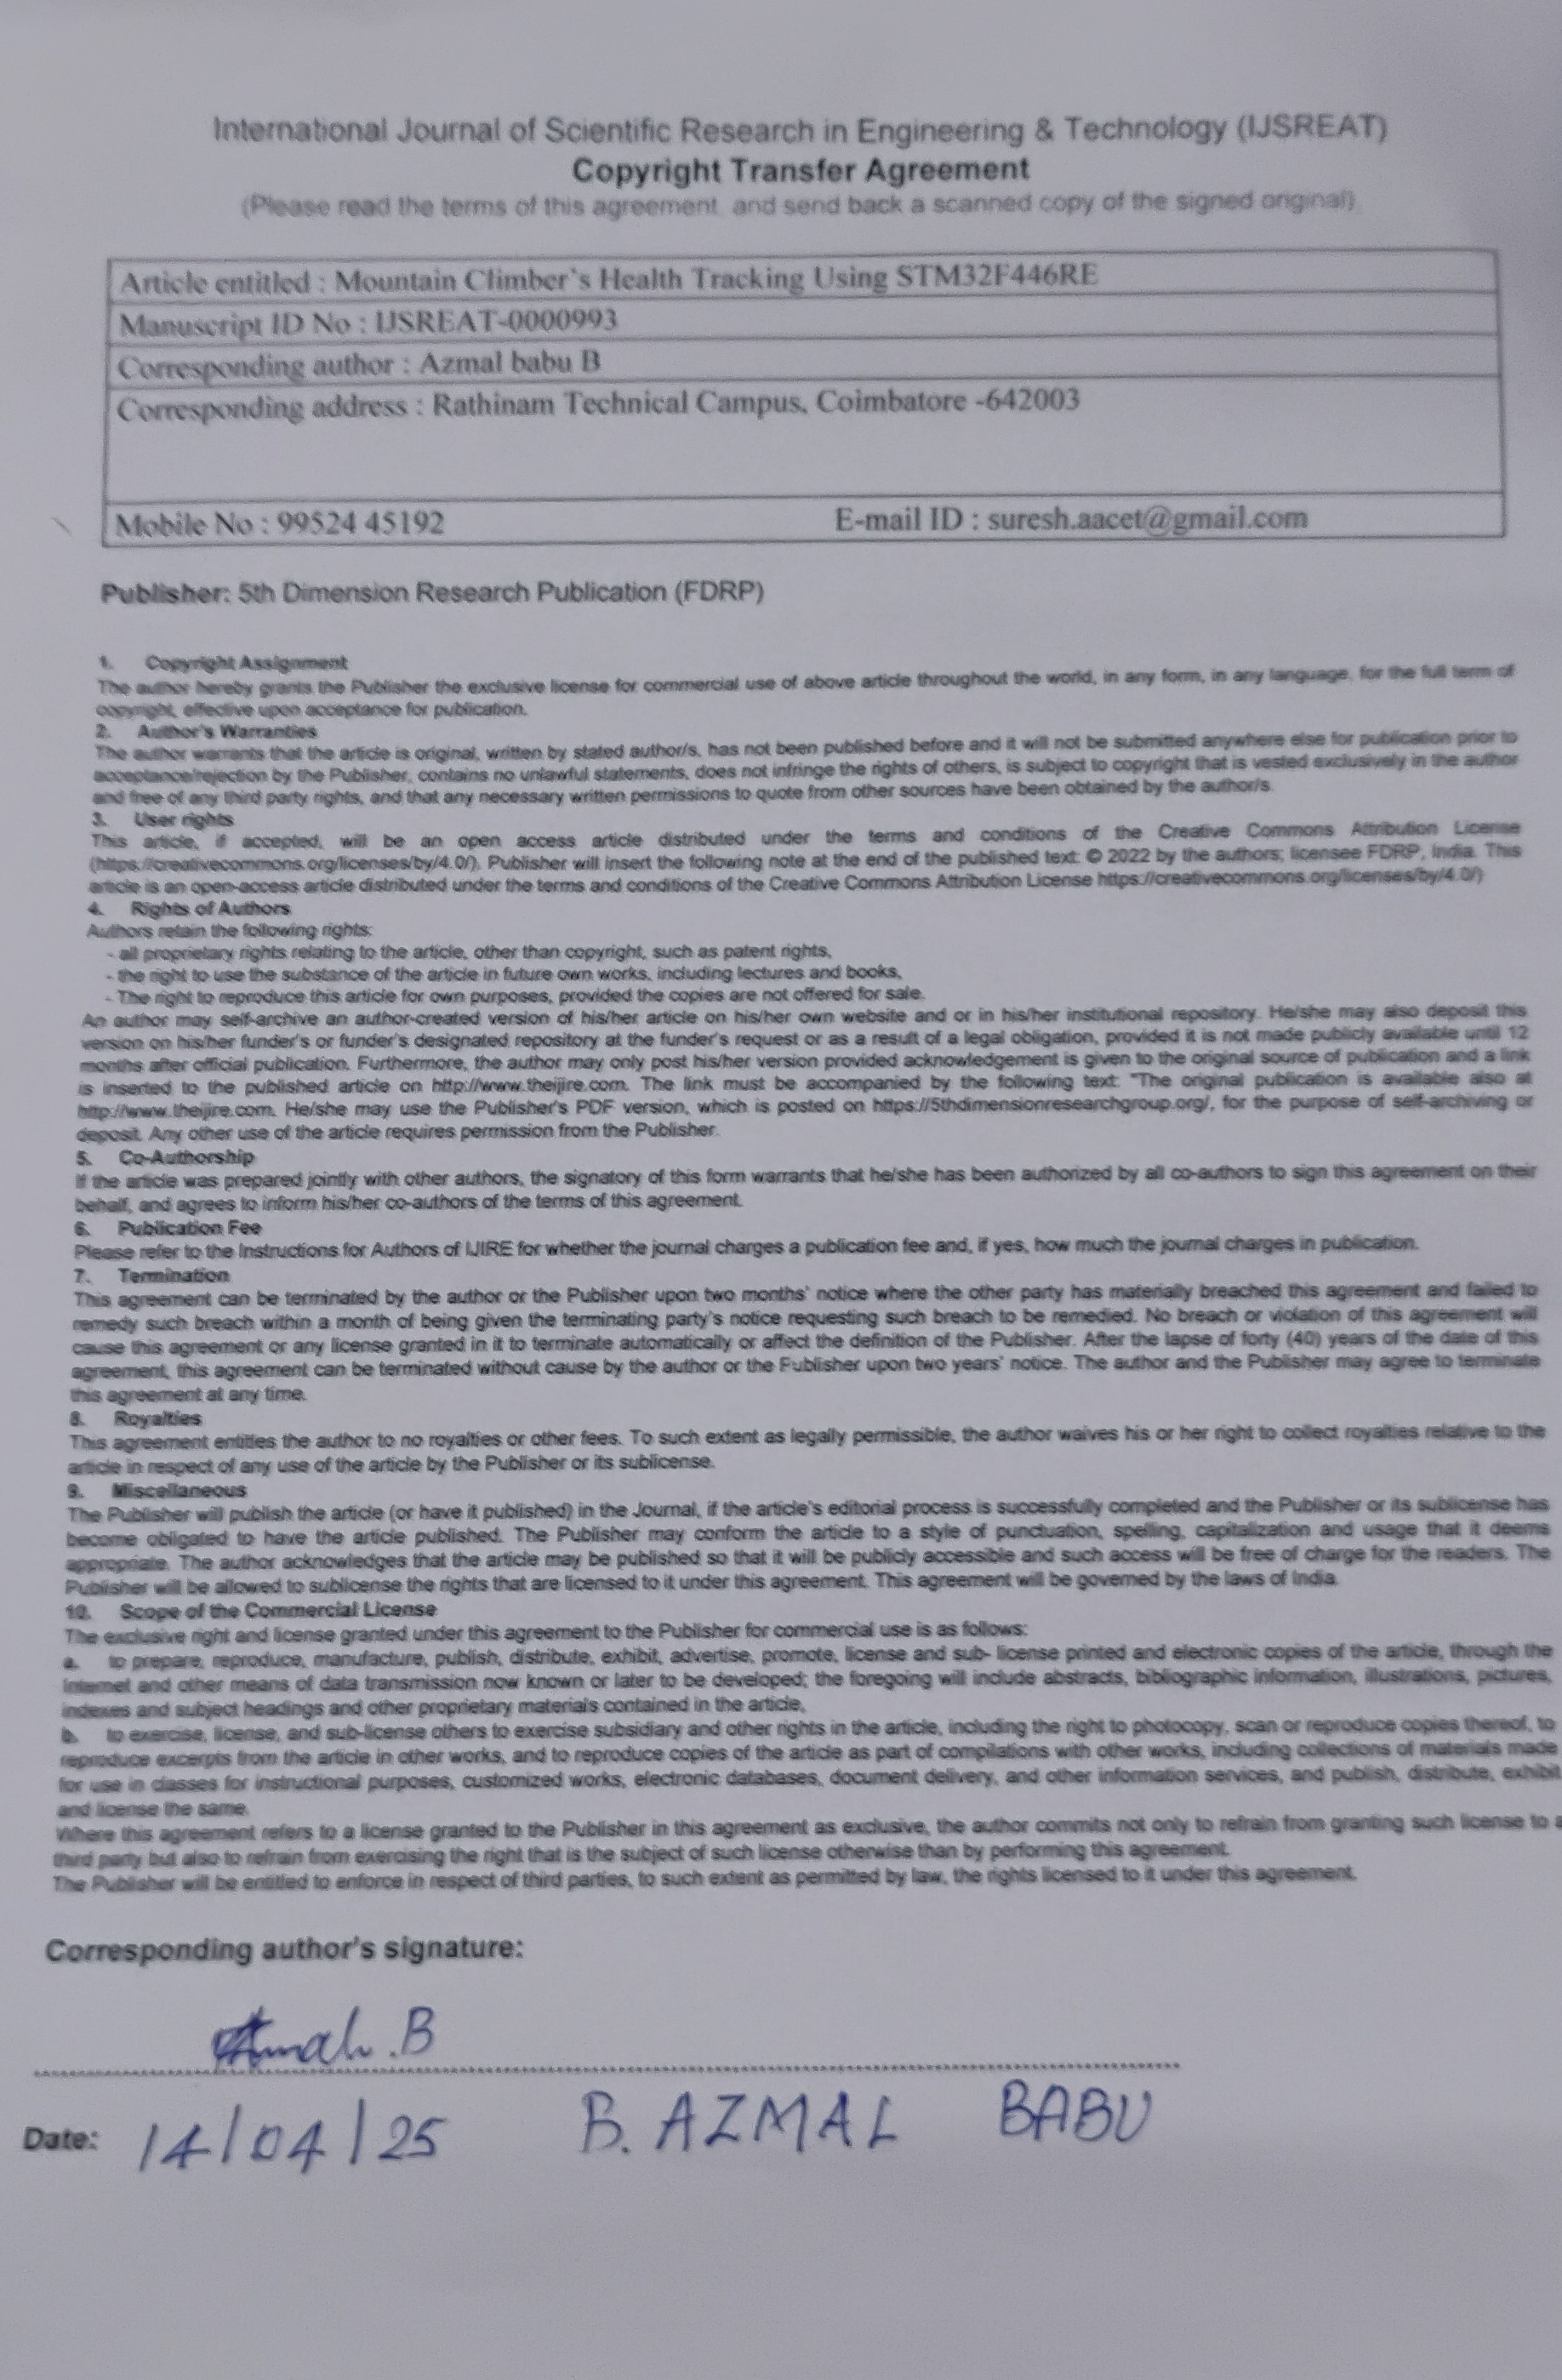 International Journal of Scientific Research in Engineering & Technology (IJSREAT)
Copyright Transfer Agreement
(Please read the terms of this agreement, and send back a scanned copy of the signed original).
Article entitled : Mountain Climber's Health Tracking Using STM32F446RE
Manuscript ID No : IJSREAT-0000993
Corresponding author : Azmal babu B
Corresponding address : Rathinam Technical Campus, Coimbatore -642003
Mobile No : 99524 45192 E-mail ID : suresh.aacet@gmail.com
Publisher: 5th Dimension Research Publication (FDRP)
1. Copyright Assignment
The author hereby grants the Publisher the exclusive license for commercial use of above article throughout the world, in any form, in any language, for the full term of
copyright, effective upon acceptance for publication.
2. Author's Warranties
The author warrants that the article is original, written by stated author/s, has not been published before and it will not be submitted anywhere else for publication prior to
acceptance/rejection by the Publisher, contains no unlawful statements, does not infringe the rights of others, is subject to copyright that is vested exclusively in the author
and free of any third party rights, and that any necessary written permissions to quote from other sources have been obtained by the author/s.
3. User rights
This article, if accepted, will be an open access article distributed under the terms and conditions of the Creative Commons Attribution License
(https://creativecommons.org/licenses/by/4.0/). Publisher will insert the following note at the end of the published text: © 2022 by the authors; licensee FDRP, India. This
article is an open-access article distributed under the terms and conditions of the Creative Commons Attribution License https://creativecommons.org/licenses/by/4.0/)
4. Rights of Authors
Authors retain the following rights:
- all proprietary rights relating to the article, other than copyright, such as patent rights,
- the right to use the substance of the article in future own works, including lectures and books,
- The right to reproduce this article for own purposes, provided the copies are not offered for sale.
An author may self-archive an author-created version of his/her article on his/her own website and or in his/her institutional repository. He/she may also deposit this
version on his/her funder's or funder's designated repository at the funder's request or as a result of a legal obligation, provided it is not made publicly available until 12
months after official publication. Furthermore, the author may only post his/her version provided acknowledgement is given to the original source of publication and a link
is inserted to the published article on http://www.theijire.com. The link must be accompanied by the following text: "The original publication is available also at
http://www.theijire.com. He/she may use the Publisher's PDF version, which is posted on https://5thdimensionresearchgroup.org/, for the purpose of self-archiving or
deposit. Any other use of the article requires permission from the Publisher.
5. Co-Authorship
If the article was prepared jointly with other authors, the signatory of this form warrants that he/she has been authorized by all co-authors to sign this agreement on their
behalf, and agrees to inform his/her co-authors of the terms of this agreement.
6. Publication Fee
Please refer to the Instructions for Authors of IJIRE for whether the journal charges a publication fee and, if yes, how much the journal charges in publication.
7. Termination
This agreement can be terminated by the author or the Publisher upon two months' notice where the other party has materially breached this agreement and failed to
remedy such breach within a month of being given the terminating party's notice requesting such breach to be remedied. No breach or violation of this agreement will
cause this agreement or any license granted in it to terminate automatically or affect the definition of the Publisher. After the lapse of forty (40) years of the date of this
agreement, this agreement can be terminated without cause by the author or the Publisher upon two years' notice. The author and the Publisher may agree to terminate
this agreement at any time.
8. Royalties
This agreement entitles the author to no royalties or other fees. To such extent as legally permissible, the author waives his or her right to collect royalties relative to the
article in respect of any use of the article by the Publisher or its sublicense.
9. Miscellaneous
The Publisher will publish the article (or have it published) in the Journal, if the article's editorial process is successfully completed and the Publisher or its sublicense has
become obligated to have the article published. The Publisher may conform the article to a style of punctuation, spelling, capitalization and usage that it deems
appropriate. The author acknowledges that the article may be published so that it will be publicly accessible and such access will be free of charge for the readers. The
Publisher will be allowed to sublicense the rights that are licensed to it under this agreement. This agreement will be governed by the laws of India.
10. Scope of the Commercial License
The exclusive right and license granted under this agreement to the Publisher for commercial use is as follows:
a. to prepare, reproduce, manufacture, publish, distribute, exhibit, advertise, promote, license and sub- license printed and electronic copies of the article, through the
Internet and other means of data transmission now known or later to be developed; the foregoing will include abstracts, bibliographic information, illustrations, pictures,
indexes and subject headings and other proprietary materials contained in the article,
b. to exercise, license, and sub-license others to exercise subsidiary and other rights in the article, including the right to photocopy, scan or reproduce copies thereof, to
reproduce excerpts from the article in other works, and to reproduce copies of the article as part of compilations with other works, including collections of materials made
for use in classes for instructional purposes, customized works, electronic databases, document delivery, and other information services, and publish, distribute, exhibit
and license the same.
Where this agreement refers to a license granted to the Publisher in this agreement as exclusive, the author commits not only to refrain from granting such license to a
third party but also to refrain from exercising the right that is the subject of such license otherwise than by performing this agreement.
The Publisher will be entitled to enforce in respect of third parties, to such extent as permitted by law, the rights licensed to it under this agreement.
Corresponding author's signature:
.B
Date: 14/04/25 B. AZMAL BABU